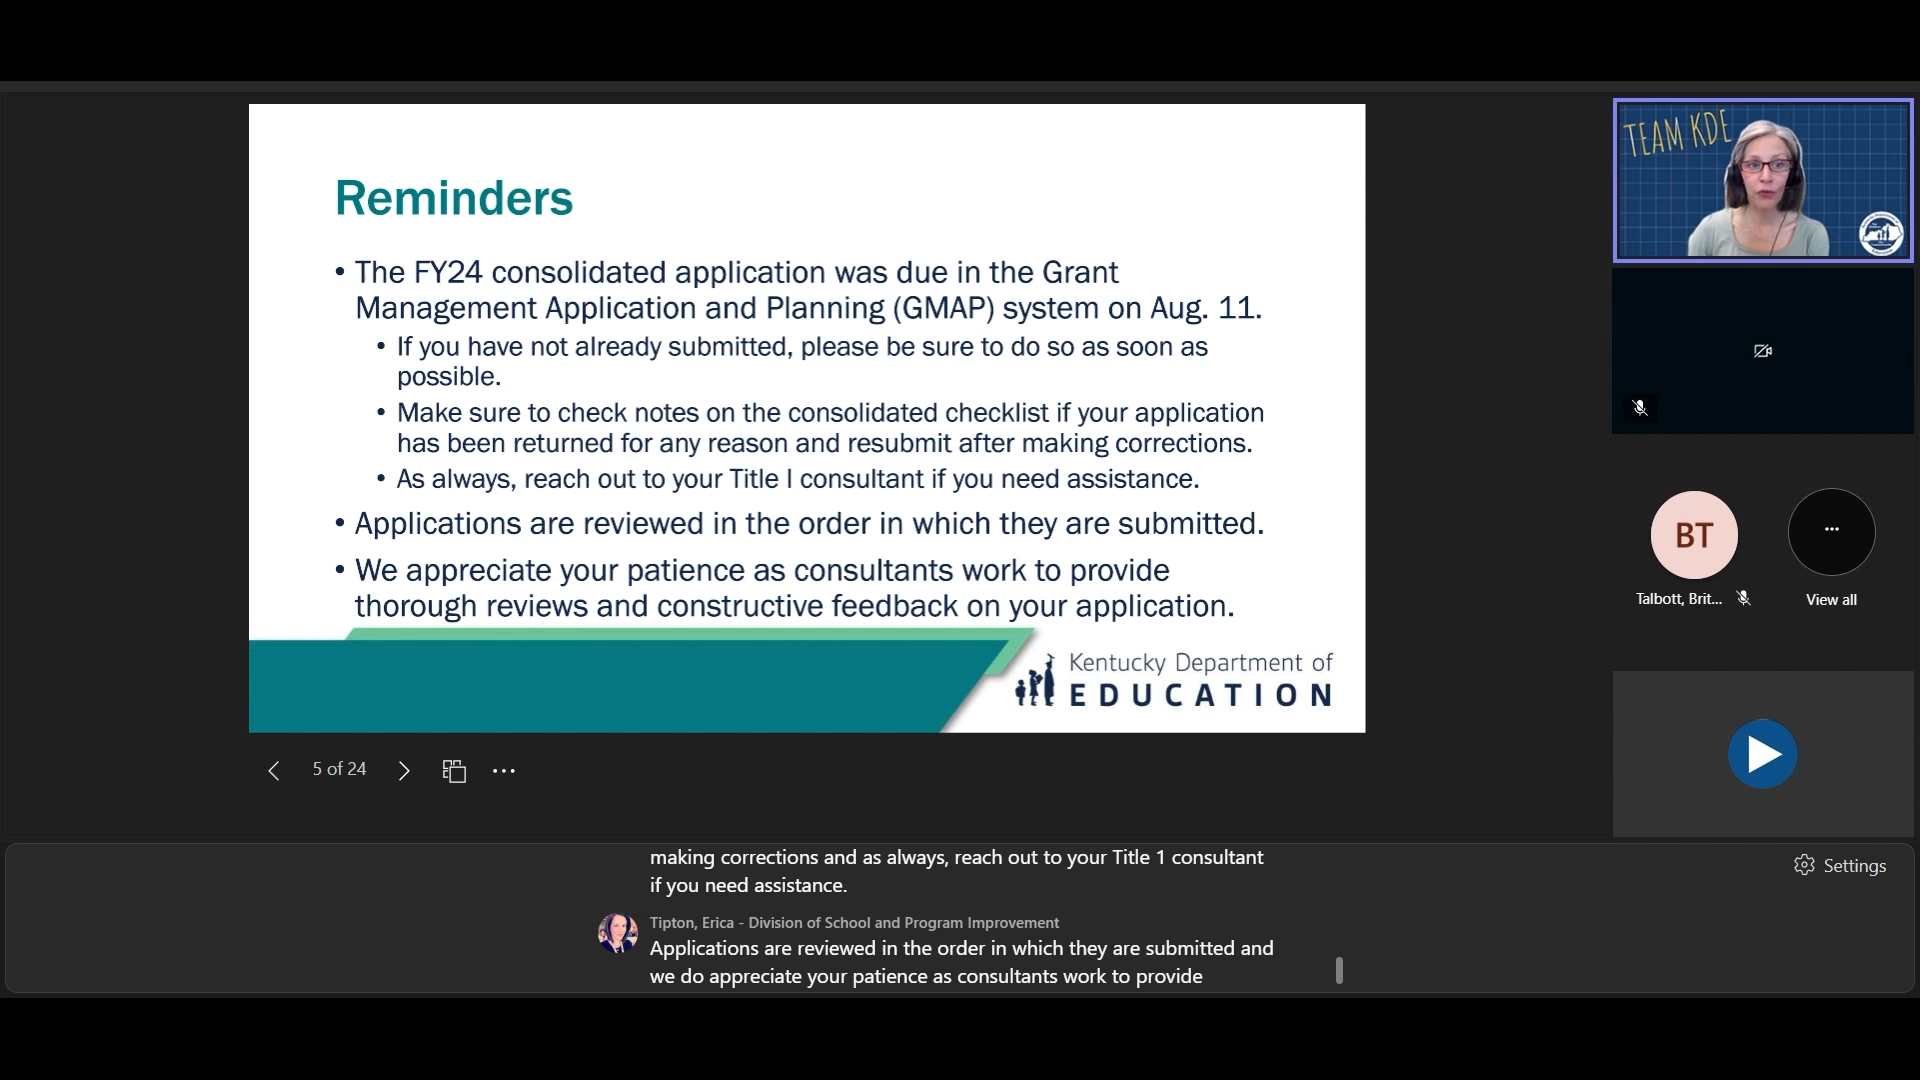 Reminders
• The FY24 consolidated application was due in the Grant
Management Application and Planning (GMAP) system on Aug. 11.
• If you have not already submitted, please be sure to do so as soon as
possible.
• Make sure to check notes on the consolidated checklist if your application
has been returned for any reason and resubmit after making corrections.
• As always, reach out to your Title I consultant if you need assistance.
• Applications are reviewed in the order in which they are submitted.
• We appreciate your patience as consultants work to provide
thorough reviews and constructive feedback on your application.
Kentucky Department of
EDUCATION
5 of 24
TEAM KDE
BT
Talbott, Brit...
...
View all
making corrections and as always, reach out to your Title 1 consultant
if you need assistance.
Tipton, Erica - Division of School and Program Improvement
Applications are reviewed in the order in which they are submitted and
we do appreciate your patience as consultants work to provide
Settings